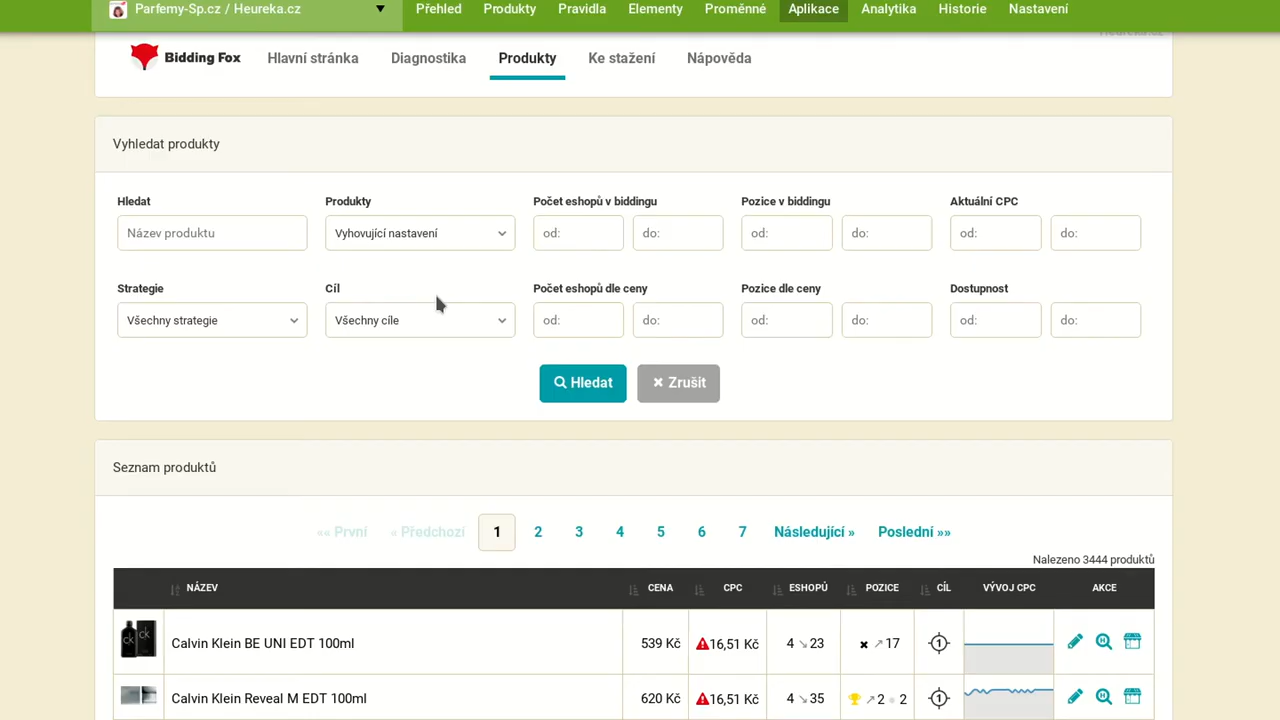 Parfemy-Sp.cz / Heureka.cz Přehled Produkty Pravidla Elementy Proměnné Aplikace Analytika Historie Nastavení
Heureka.cz
Bidding Fox Hlavní stránka Diagnostika Produkty Ke stažení Nápověda
Vyhledat produkty
Hledat Produkty Počet eshopů v biddingu Pozice v biddingu Aktuální CPC
Název produktu Vyhovující nastavení od: do: od: do: od: do:
Strategie Cíl Počet eshopů dle ceny Pozice dle ceny Dostupnost
Všechny strategie Všechny cíle od: do: od: do: od: do:
Hledat Zrušit
Seznam produktů
«« První « Předchozí 1 2 3 4 5 6 7 Následující » Poslední »»
Nalezeno 3444 produktů
NÁZEV CENA CPC ESHOPŮ POZICE CÍL VÝVOJ CPC AKCE
Calvin Klein BE UNI EDT 100ml 539 Kč 16,51 Kč 4 ↘ 23 ✖ ↗ 17 1
Calvin Klein Reveal M EDT 100ml 620 Kč 16,51 Kč 4 ↘ 35 ↗ 2 2 1